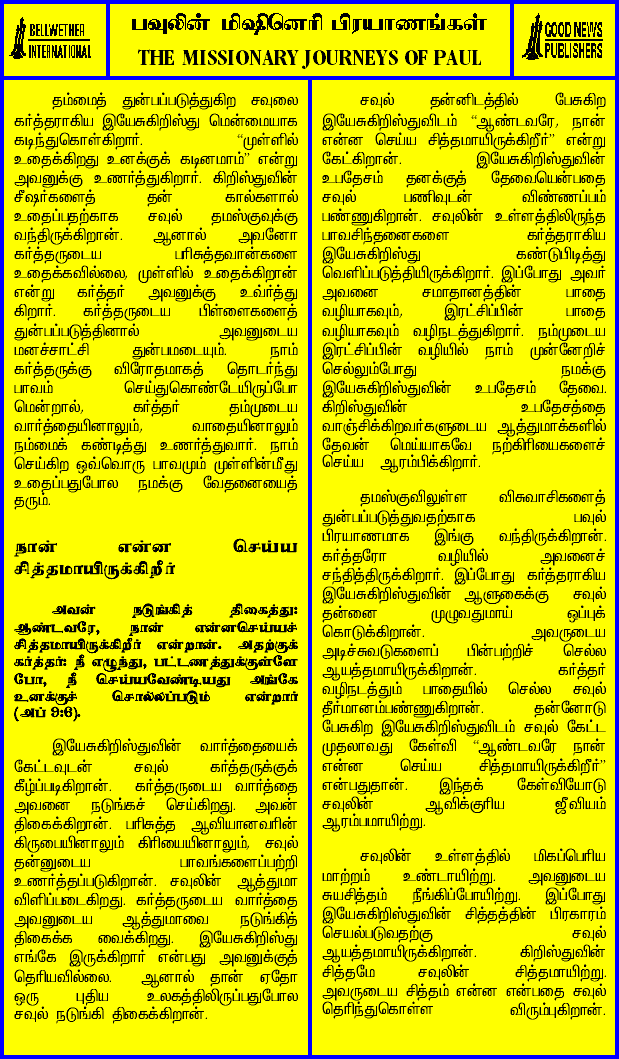 BELLWETHER
INTERNATIONAL
பவுலின் மிஷினெரி பிரயாணங்கள்
THE MISSIONARY JOURNEYS OF PAUL
GOOD NEWS
PUBLISHERS
தம்மைத் துன்பப்படுத்துகிற சவுலை
கர்த்தராகிய இயேசுகிறிஸ்து மென்மையாக
கடிந்துகொள்கிறார். “முள்ளில்
உதைக்கிறது உனக்குக் கடினமாம்” என்று
அவனுக்கு உணர்த்துகிறார். கிறிஸ்துவின்
சீஷர்களைத் தன் கால்களால்
உதைப்பதற்காக சவுல் தமஸ்குவுக்கு
வந்திருக்கிறான். ஆனால் அவனோ
கர்த்தருடைய பரிசுத்தவான்களை
உதைக்கவில்லை, முள்ளில் உதைக்கிறான்
என்று கர்த்தர் அவனுக்கு உவ்ர்த்து
கிறார். கர்த்தருடைய பிள்ளைகளைத்
துன்பப்படுத்தினால் அவனுடைய
மனச்சாட்சி துன்பமடையும். நாம்
கர்த்தருக்கு விரோதமாகத் தொடர்ந்து
பாவம் செய்துகொண்டேயிருப்போ
மென்றால், கர்த்தர் தம்முடைய
வார்த்தையினாலும், வாதையினாலும்
நம்மைக் கண்டித்து உணர்த்துவார். நாம்
செய்கிற ஒவ்வொரு பாவமும் முள்ளின்மீது
உதைப்பதுபோல நமக்கு வேதனையைத்
தரும்.
நான் என்ன செய்ய
சித்தமாயிருக்கிறீர்
அவன் நடுங்கித் திகைத்து:
ஆண்டவரே, நான் என்னசெய்யச்
சித்தமாயிருக்கிறீர் என்றான். அதற்குக்
கர்த்தர்: நீ எழுந்து, பட்டணத்துக்குள்ளே
போ, நீ செய்யவேண்டியது அங்கே
உனக்குச் சொல்லப்படும் என்றார்
(அப் 9:6).
இயேசுகிறிஸ்துவின் வார்த்தையைக்
கேட்டவுடன் சவுல் கர்த்தருக்குக்
கீழ்ப்படிகிறான். கர்த்தருடைய வார்த்தை
அவனை நடுங்கச் செய்கிறது. அவன்
திகைக்கிறான். பரிசுத்த ஆவியானவரின்
கிருபையினாலும் கிரியையினாலும், சவுல்
தன்னுடைய பாவங்களைப்பற்றி
உணர்த்தப்படுகிறான். சவுலின் ஆத்துமா
விளிப்படைகிறது. கர்த்தருடைய வார்த்தை
அவனுடைய ஆத்துமாவை நடுங்கித்
திகைக்க வைக்கிறது. இயேசுகிறிஸ்து
எங்கே இருக்கிறார் என்பது அவனுக்குத்
தெரியவில்லை. ஆனால் தான் ஏதோ
ஒரு புதிய உலகத்திலிருப்பதுபோல
சவுல் நடுங்கி திகைக்கிறான்.
சவுல் தன்னிடத்தில் பேசுகிற
இயேசுகிறிஸ்துவிடம் “ஆண்டவரே, நான்
என்ன செய்ய சித்தமாயிருக்கிறீர்” என்று
கேட்கிறான். இயேசுகிறிஸ்துவின்
உபதேசம் தனக்குத் தேவையென்பதை
சவுல் பணிவுடன் விண்ணப்பம்
பண்ணுகிறான். சவுலின் உள்ளத்திலிருந்த
பாவசிந்தனைகளை கர்த்தராகிய
இயேசுகிறிஸ்து கண்டுபிடித்து
வெளிப்படுத்தியிருக்கிறார். இப்போது அவர்
அவனை சமாதானத்தின் பாதை
வழியாகவும், இரட்சிப்பின் பாதை
வழியாகவும் வழிநடத்துகிறார். நம்முடைய
இரட்சிப்பின் வழியில் நாம் முன்னேறிச்
செல்லும்போது நமக்கு
இயேசுகிறிஸ்துவின் உபதேசம் தேவை.
கிறிஸ்துவின் உபதேசத்தை
வாஞ்சிக்கிறவர்களுடைய ஆத்துமாக்களில்
தேவன் மெய்யாகவே நற்கிரியைகளைச்
செய்ய ஆரம்பிக்கிறார்.
தமஸ்குவிலுள்ள விசுவாசிகளைத்
துன்பப்படுத்துவதற்காக பவுல்
பிரயாணமாக இங்கு வந்திருக்கிறான்.
கர்த்தரோ வழியில் அவனைச்
சந்தித்திருக்கிறார். இப்போது கர்த்தராகிய
இயேசுகிறிஸ்துவின் ஆளுகைக்கு சவுல்
தன்னை முழுவதுமாய் ஒப்புக்
கொடுக்கிறான். அவருடைய
அடிச்சுவடுகளைப் பின்பற்றிச் செல்ல
ஆயத்தமாயிருக்கிறான். கர்த்தர்
வழிநடத்தும் பாதையில் செல்ல சவுல்
தீர்மானம்பண்ணுகிறான். தன்னோடு
பேசுகிற இயேசுகிறிஸ்துவிடம் சவுல் கேட்ட
முதலாவது கேள்வி “ஆண்டவரே நான்
என்ன செய்ய சித்தமாயிருக்கிறீர்”
என்பதுதான். இந்தக் கேள்வியோடு
சவுலின் ஆவிக்குரிய ஜீவியம்
ஆரம்பமாயிற்று.
சவுலின் உள்ளத்தில் மிகப்பெரிய
மாற்றம் உண்டாயிற்று. அவனுடைய
சுயசித்தம் நீங்கிப்போயிற்று. இப்போது
இயேசுகிறிஸ்துவின் சித்தத்தின் பிரகாரம்
செயல்படுவதற்கு சவுல்
ஆயத்தமாயிருக்கிறான். கிறிஸ்துவின்
சித்தமே சவுலின் சித்தமாயிற்று.
அவருடைய சித்தம் என்ன என்பதை சவுல்
தெரிந்துகொள்ள விரும்புகிறான்.